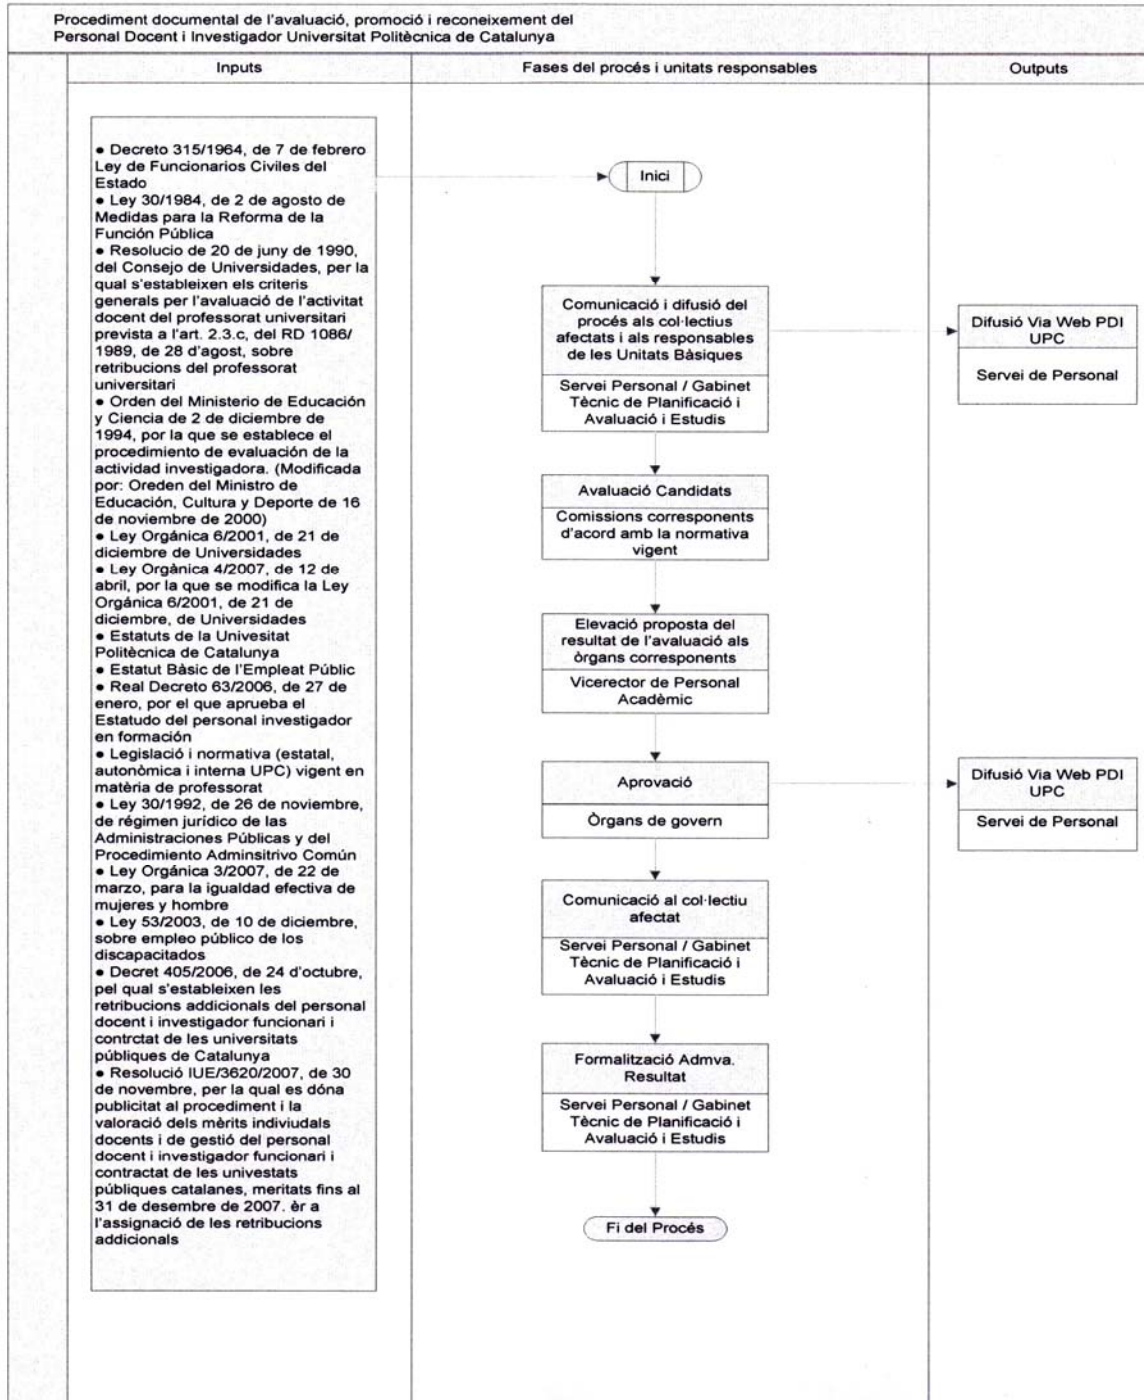 Procediment documental de l'avaluació, promoció i reconeixement del
Personal Docent i Investigador Universitat Politècnica de Catalunya
Inputs
Fases del procés i unitats responsables
Outputs
• Decreto 315/1964, de 7 de febrero
Ley de Funcionarios Civiles del
Estado
• Ley 30/1984, de 2 de agosto de
Medidas para la Reforma de la
Función Pública
• Resolucio de 20 de juny de 1990,
del Consejo de Universidades, per la
qual s'estableixen els criteris
generals per l'avaluació de l'activitat
docent del professorat universitari
prevista a l'art. 2.3.c, del RD 1086/
1989, de 28 d'agost, sobre
retribucions del professorat
universitari
• Orden del Ministerio de Educación
y Ciencia de 2 de diciembre de
1994, por la que se establece el
procedimiento de evaluación de la
actividad investigadora. (Modificada
por: Oreden del Ministro de
Educación, Cultura y Deporte de 16
de noviembre de 2000)
• Ley Orgánica 6/2001, de 21 de
diciembre de Universidades
• Ley Orgànica 4/2007, de 12 de
abril, por la que se modifica la Ley
Orgánica 6/2001, de 21 de
diciembre, de Universidades
• Estatuts de la Univesitat
Politècnica de Catalunya
• Estatut Bàsic de l'Empleat Públic
• Real Decreto 63/2006, de 27 de
enero, por el que aprueba el
Estatudo del personal investigador
en formación
• Legislació i normativa (estatal,
autonòmica i interna UPC) vigent en
matèria de professorat
• Ley 30/1992, de 26 de noviembre,
de régimen jurídico de las
Administraciones Públicas y del
Procedimiento Adminsitrivo Común
• Ley Orgánica 3/2007, de 22 de
marzo, para la igualdad efectiva de
mujeres y hombre
• Ley 53/2003, de 10 de diciembre,
sobre empleo público de los
discapacitados
• Decret 405/2006, de 24 d'octubre,
pel qual s'estableixen les
retribucions addicionals del personal
docent i investigador funcionari i
contrctat de les universitats
públiques de Catalunya
• Resolució IUE/3620/2007, de 30
de novembre, per la qual es dóna
publicitat al procediment i la
valoració dels mèrits indiviudals
docents i de gestió del personal
docent i investigador funcionari i
contractat de les univestats
públiques catalanes, meritats fins al
31 de desembre de 2007. èr a
l'assignació de les retribucions
addicionals
Inici
Comunicació i difusió del
procés als col·lectius
afectats i als responsables
de les Unitats Bàsiques
Servei Personal / Gabinet
Tècnic de Planificació i
Avaluació i Estudis
Difusió Via Web PDI
UPC
Servei de Personal
Avaluació Candidats
Comissions corresponents
d'acord amb la normativa
vigent
Elevació proposta del
resultat de l'avaluació als
òrgans corresponents
Vicerector de Personal
Acadèmic
Aprovació
Òrgans de govern
Difusió Via Web PDI
UPC
Servei de Personal
Comunicació al col·lectiu
afectat
Servei Personal / Gabinet
Tècnic de Planificació i
Avaluació i Estudis
Formalització Admva.
Resultat
Servei Personal / Gabinet
Tècnic de Planificació i
Avaluació i Estudis
Fi del Procés